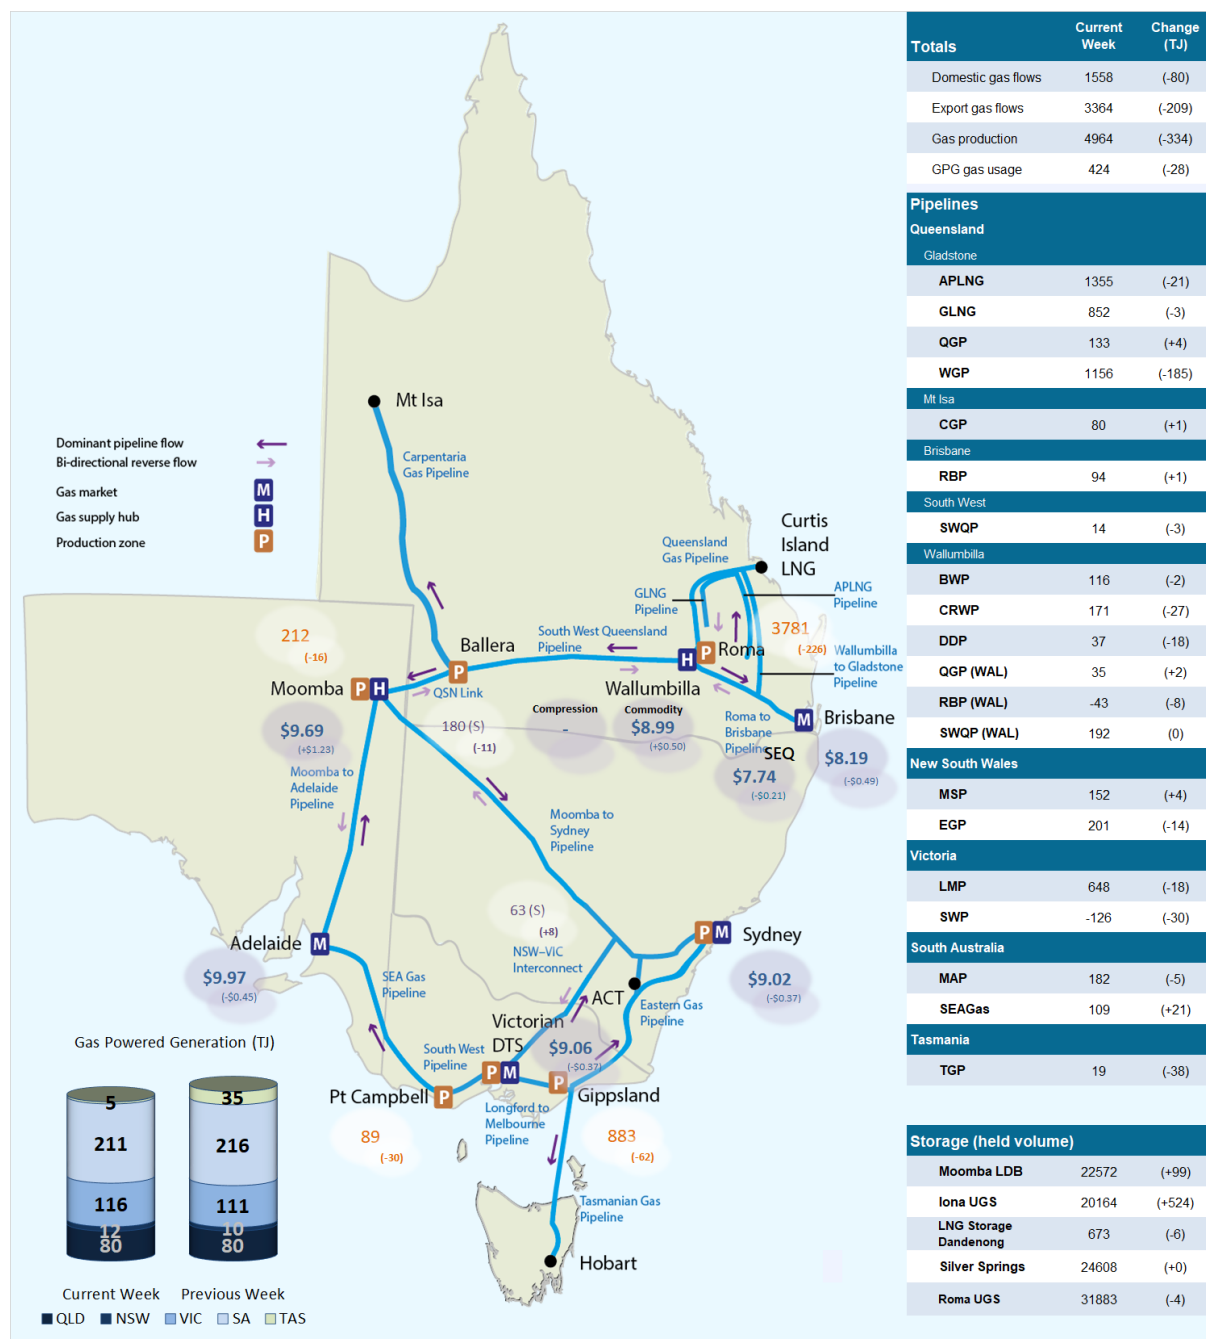 Mt Isa
Dominant pipeline flow
Bi-directional reverse flow
Gas market
M
Gas supply hub
H
Production zone
P
Carpentaria
Gas Pipeline
Curtis
Island
LNG
Queensland
Gas Pipeline
GLNG
Pipeline
APLNG
Pipeline
3781
(-226)
212
(-16)
Ballera
South West Queensland
Pipeline
P
H
P
Roma
Wallumbilla
to Gladstone
Pipeline
Moomba
P
H
QSN Link
Wallumbilla
Compression
-
Commodity
$8.99
(+$0.50)
Roma to
Brisbane
Pipeline
M
Brisbane
$9.69
(+$1.23)
180 (S)
(-11)
SEQ
$7.74
(-$0.21)
$8.19
(-$0.49)
Moomba to
Adelaide
Pipeline
Moomba to
Sydney
Pipeline
63 (S)
(+8)
NSW–VIC
Interconnect
P
M
Sydney
Adelaide
M
$9.97
(-$0.45)
SEA Gas
Pipeline
ACT
$9.02
(-$0.37)
Eastern Gas
Pipeline
Victorian
DTS
$9.06
(-$0.37)
South West
Pipeline
P
M
P
Gippsland
Pt Campbell
P
Longford to
Melbourne
Pipeline
89
(-30)
883
(-62)
Tasmanian Gas
Pipeline
Hobart
Gas Powered Generation (TJ)
5
211
116
12
80
35
216
111
10
80
Current Week
Previous Week
QLD NSW VIC SA TAS
Totals Current Week Change (TJ)
Domestic gas flows 1558 (-80)
Export gas flows 3364 (-209)
Gas production 4964 (-334)
GPG gas usage 424 (-28)
Pipelines
Queensland
Gladstone
APLNG 1355 (-21)
GLNG 852 (-3)
QGP 133 (+4)
WGP 1156 (-185)
Mt Isa
CGP 80 (+1)
Brisbane
RBP 94 (+1)
South West
SWQP 14 (-3)
Wallumbilla
BWP 116 (-2)
CRWP 171 (-27)
DDP 37 (-18)
QGP (WAL) 35 (+2)
RBP (WAL) -43 (-8)
SWQP (WAL) 192 (0)
New South Wales
MSP 152 (+4)
EGP 201 (-14)
Victoria
LMP 648 (-18)
SWP -126 (-30)
South Australia
MAP 182 (-5)
SEAGas 109 (+21)
Tasmania
TGP 19 (-38)
Storage (held volume)
Moomba LDB 22572 (+99)
Iona UGS 20164 (+524)
LNG Storage
Dandenong 673 (-6)
Silver Springs 24608 (+0)
Roma UGS 31883 (-4)